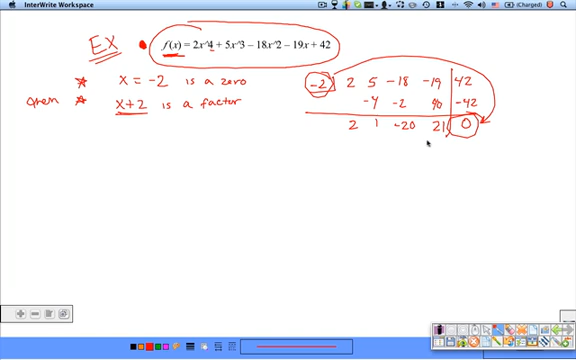 InterWrite Workspace
(Charged)
EX
f(x) = 2x^4 + 5x^3 − 18x^2 − 19x + 42
* x = -2 is a zero
then * x+2 is a factor
-2 2 5 -18 -19 42
-4 -2 40 -42
2 1 -20 21 0